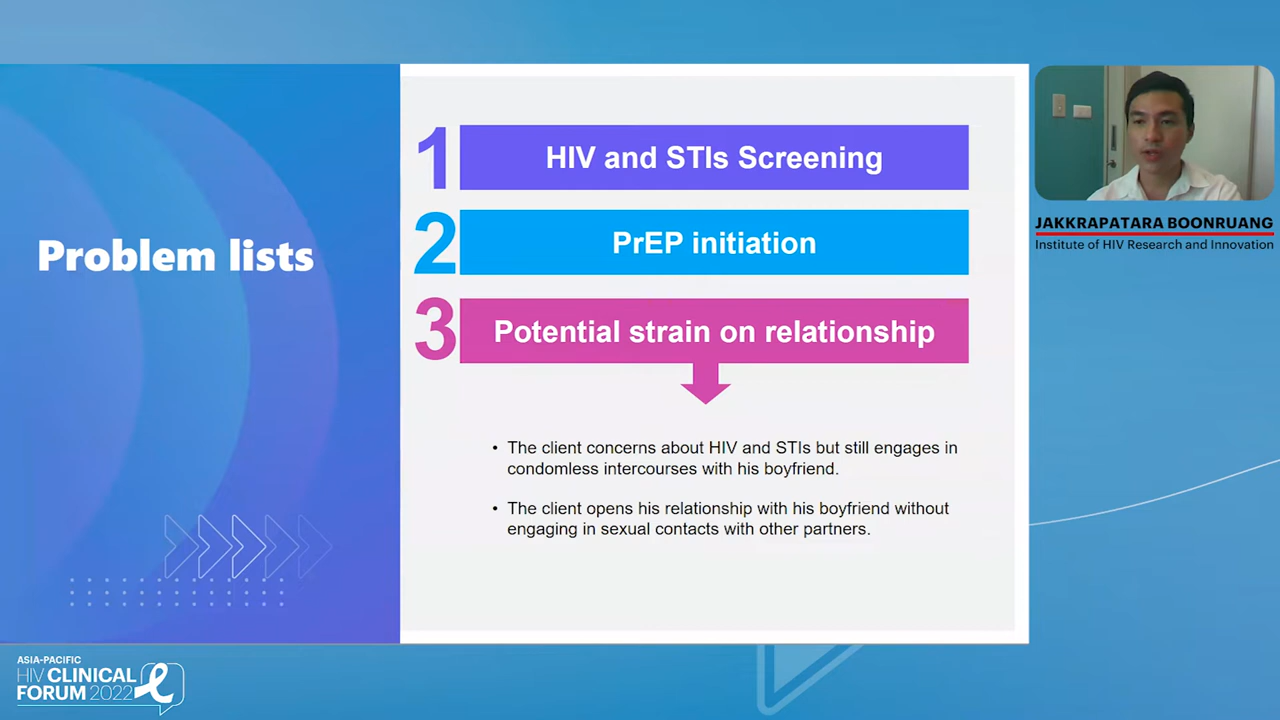 Problem lists
1 HIV and STIs Screening
2 PrEP initiation
3 Potential strain on relationship
• The client concerns about HIV and STIs but still engages in
condomless intercourses with his boyfriend.
• The client opens his relationship with his boyfriend without
engaging in sexual contacts with other partners.
JAKKRAPATARA BOONRUANG
Institute of HIV Research and Innovation
ASIA-PACIFIC
HIV CLINICAL
FORUM 2022